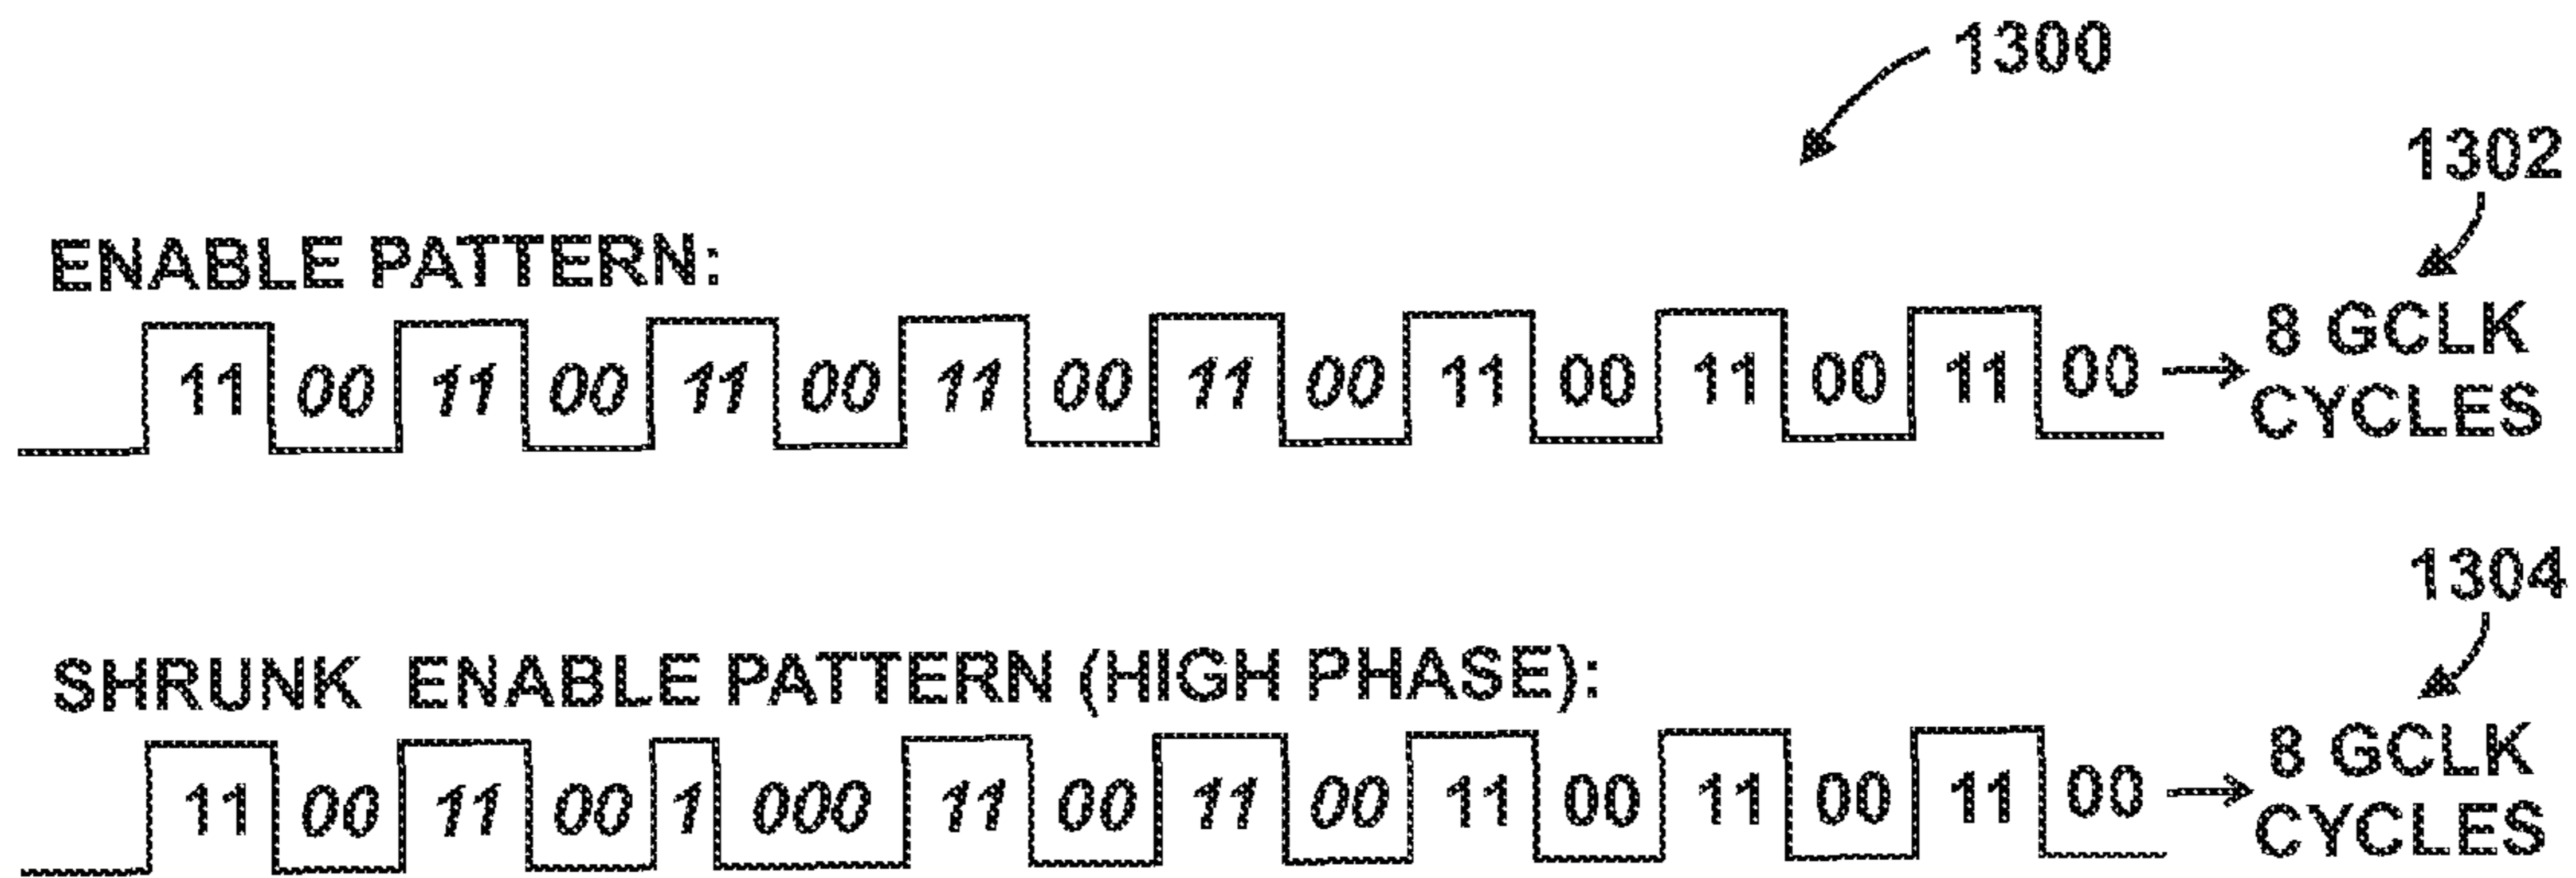 1300
1302
ENABLE PATTERN:
11 00 11 00 11 00 11 00 11 00 11 00 11 00 11 00 → 8 GCLK
CYCLES
1304
SHRUNK ENABLE PATTERN (HIGH PHASE):
11 00 11 00 1 000 11 00 11 00 11 00 11 00 11 00 → 8 GCLK
CYCLES